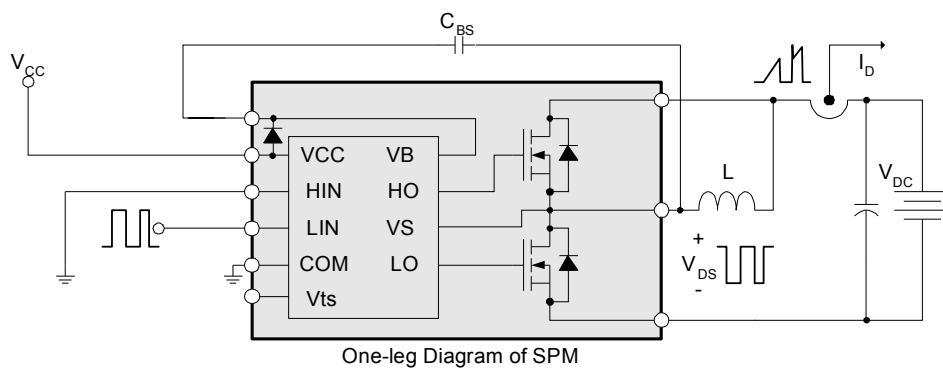 C_BS
V_CC
I_D
VCC VB
HIN HO
LIN VS
COM LO
Vts
L
V_DC
+
V_DS
-
One-leg Diagram of SPM